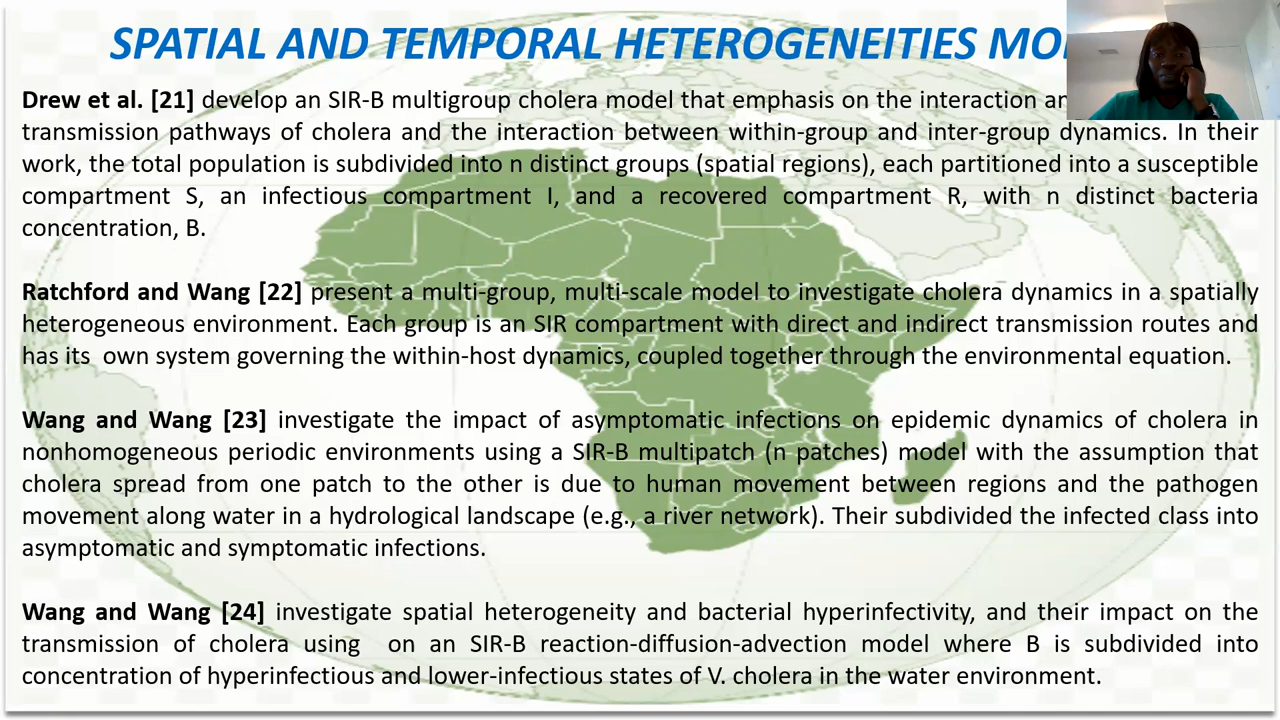 SPATIAL AND TEMPORAL HETEROGENEITIES
Drew et al. [21] develop an SIR-B multigroup cholera model that emphasis on the interaction
transmission pathways of cholera and the interaction between within-group and inter-group dynamics. In their
work, the total population is subdivided into n distinct groups (spatial regions), each partitioned into a susceptible
compartment S, an infectious compartment I, and a recovered compartment R, with n distinct bacteria
concentration, B.
Ratchford and Wang [22] present a multi-group, multi-scale model to investigate cholera dynamics in a spatially
heterogeneous environment. Each group is an SIR compartment with direct and indirect transmission routes and
has its own system governing the within-host dynamics, coupled together through the environmental equation.
Wang and Wang [23] investigate the impact of asymptomatic infections on epidemic dynamics of cholera in
nonhomogeneous periodic environments using a SIR-B multipatch (n patches) model with the assumption that
cholera spread from one patch to the other is due to human movement between regions and the pathogen
movement along water in a hydrological landscape (e.g., a river network). Their subdivided the infected class into
asymptomatic and symptomatic infections.
Wang and Wang [24] investigate spatial heterogeneity and bacterial hyperinfectivity, and their impact on the
transmission of cholera using on an SIR-B reaction-diffusion-advection model where B is subdivided into
concentration of hyperinfectious and lower-infectious states of V. cholera in the water environment.